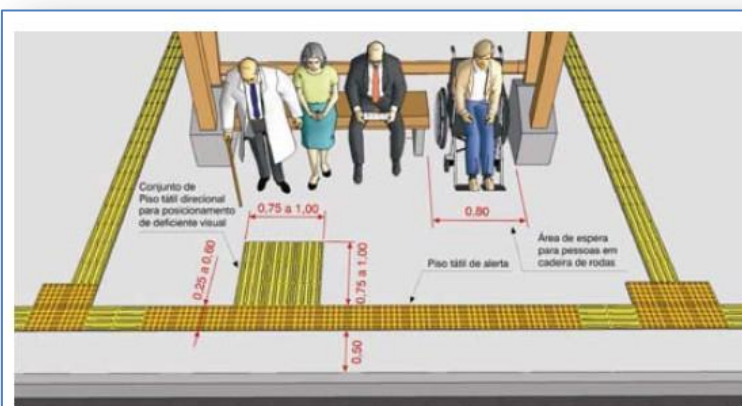 Conjunto de
Piso tátil direcional
para posicionamento
de deficiente visual
0,75 a 1,00
0.80
Área de espera
para pessoas em
cadeira de rodas
0,25 a 0,60
0,75 a 1,00
Piso tátil de alerta
0.50